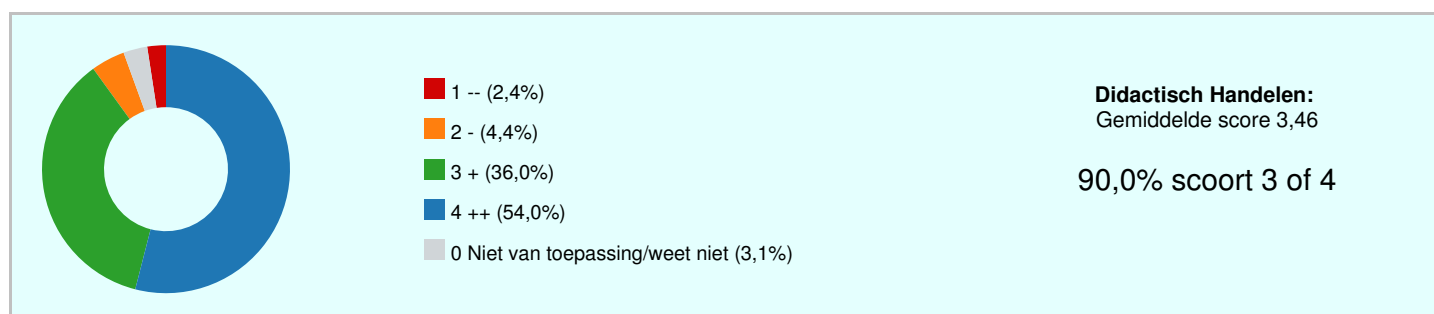 1 -- (2,4%)
2 - (4,4%)
3 + (36,0%)
4 ++ (54,0%)
0 Niet van toepassing/weet niet (3,1%)
Didactisch Handelen:
Gemiddelde score 3,46
90,0% scoort 3 of 4